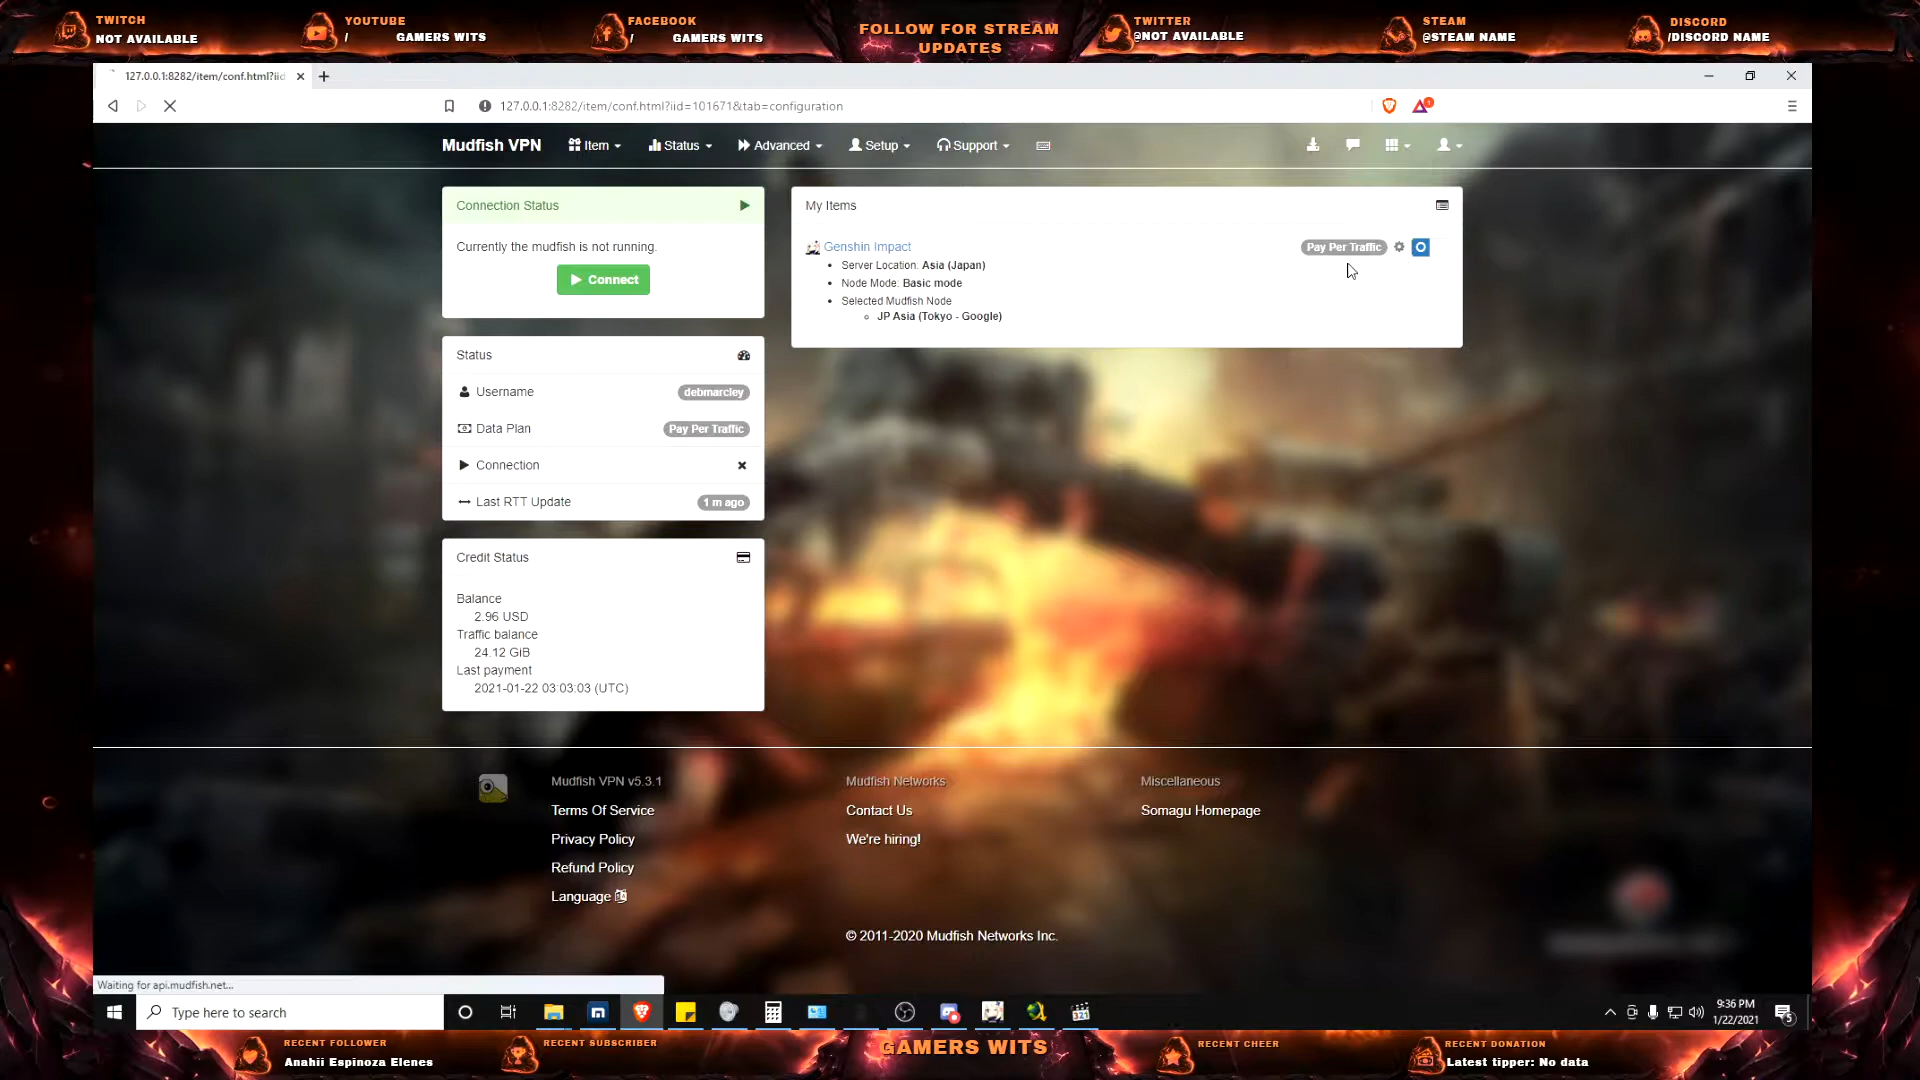 TWITCH
NOT AVAILABLE
YOUTUBE
/ GAMERS WITS
FACEBOOK
/ GAMERS WITS
FOLLOW FOR STREAM
UPDATES
TWITTER
@NOT AVAILABLE
STEAM
@STEAM NAME
DISCORD
/DISCORD NAME
127.0.0.1:8282/item/conf.html?iid
127.0.0.1:8282/item/conf.html?iid=101671&tab=configuration
Mudfish VPN
Item
Status
Advanced
Setup
Support
Connection Status
Currently the mudfish is not running.
Connect
My Items
Genshin Impact
Pay Per Traffic
Server Location: Asia (Japan)
Node Mode: Basic mode
Selected Mudfish Node
JP Asia (Tokyo - Google)
Status
Username debmarcley
Data Plan Pay Per Traffic
Connection
Last RTT Update 1 m ago
Credit Status
Balance
2.96 USD
Traffic balance
24.12 GiB
Last payment
2021-01-22 03:03:03 (UTC)
Mudfish VPN v5.3.1
Terms Of Service
Privacy Policy
Refund Policy
Language
Mudfish Networks
Contact Us
We're hiring!
Miscellaneous
Somagu Homepage
© 2011-2020 Mudfish Networks Inc.
Waiting for api.mudfish.net...
Type here to search
9:36 PM
1/22/2021
5
RECENT FOLLOWER
Anahii Espinoza Elenes
RECENT SUBSCRIBER
GAMERS WITS
RECENT CHEER
RECENT DONATION
Latest tipper: No data